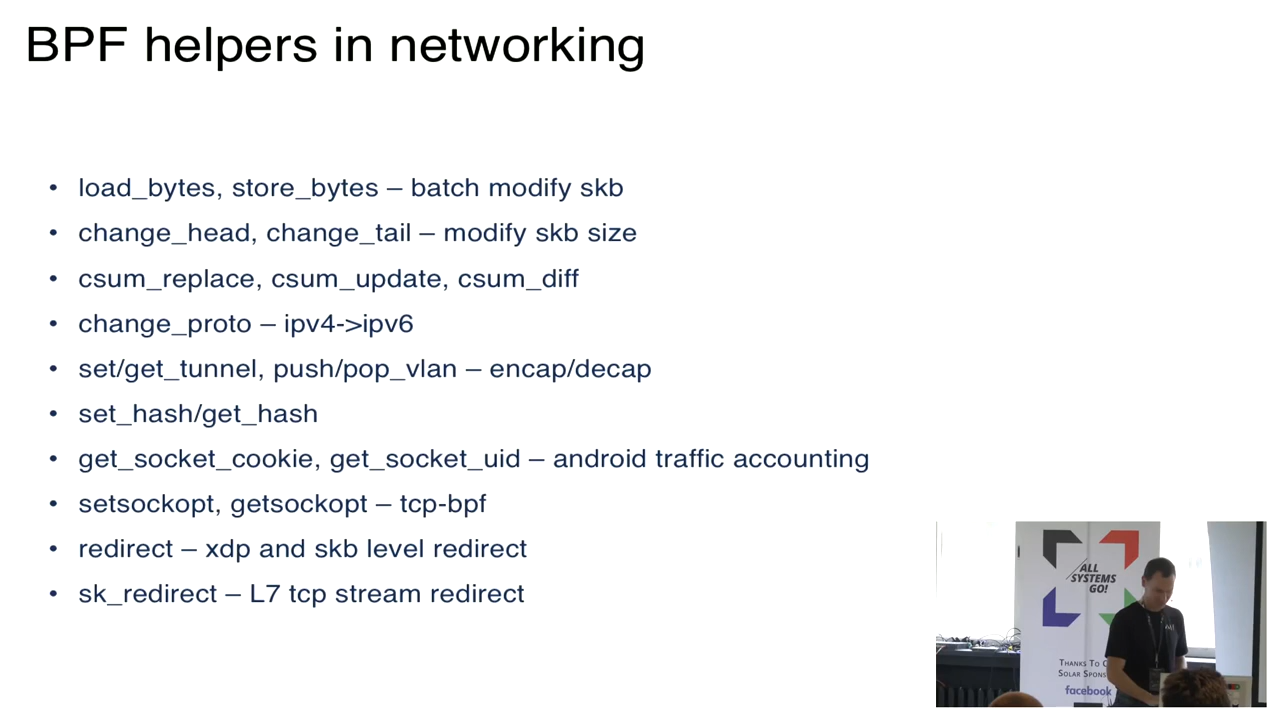 BPF helpers in networking
• load_bytes, store_bytes – batch modify skb
• change_head, change_tail – modify skb size
• csum_replace, csum_update, csum_diff
• change_proto – ipv4->ipv6
• set/get_tunnel, push/pop_vlan – encap/decap
• set_hash/get_hash
• get_socket_cookie, get_socket_uid – android traffic accounting
• setsockopt, getsockopt – tcp-bpf
• redirect – xdp and skb level redirect
• sk_redirect – L7 tcp stream redirect
ALL
SYSTEMS
GO!
THANKS TO
SOLAR SPONS
facebook